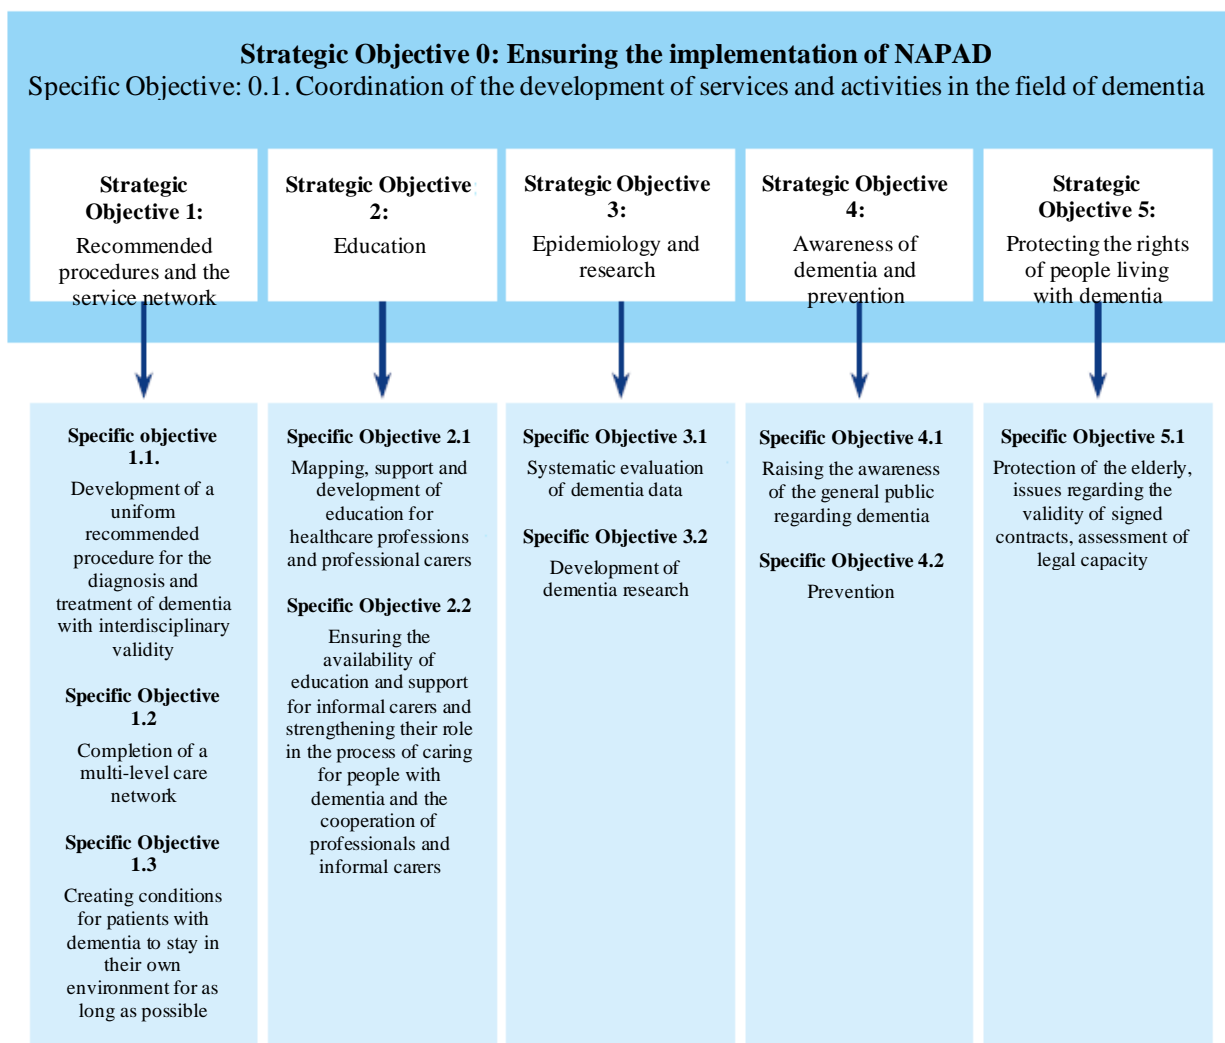 Strategic Objective 0: Ensuring the implementation of NAPAD
Specific Objective: 0.1. Coordination of the development of services and activities in the field of dementia
Strategic
Objective 1:
Recommended
procedures and the
service network
Strategic Objective
2:
Education
Strategic Objective
3:
Epidemiology and
research
Strategic Objective
4:
Awareness of
dementia and
prevention
Strategic
Objective 5:
Protecting the rights
of people living
with dementia
Specific objective
1.1.
Development of a
uniform
recommended
procedure for the
diagnosis and
treatment of dementia
with interdisciplinary
validity
Specific Objective
1.2
Completion of a
multi-level care
network
Specific Objective
1.3
Creating conditions
for patients with
dementia to stay in
their own
environment for as
long as possible
Specific Objective 2.1
Mapping, support and
development of
education for
healthcare professions
and professional carers
Specific Objective 2.2
Ensuring the
availability of
education and support
for informal carers and
strengthening their role
in the process of caring
for people with
dementia and the
cooperation of
professionals and
informal carers
Specific Objective 3.1
Systematic evaluation
of dementia data
Specific Objective 3.2
Development of
dementia research
Specific Objective 4.1
Raising the awareness
of the general public
regarding dementia
Specific Objective 4.2
Prevention
Specific Objective 5.1
Protection of the elderly,
issues regarding the
validity of signed
contracts, assessment of
legal capacity